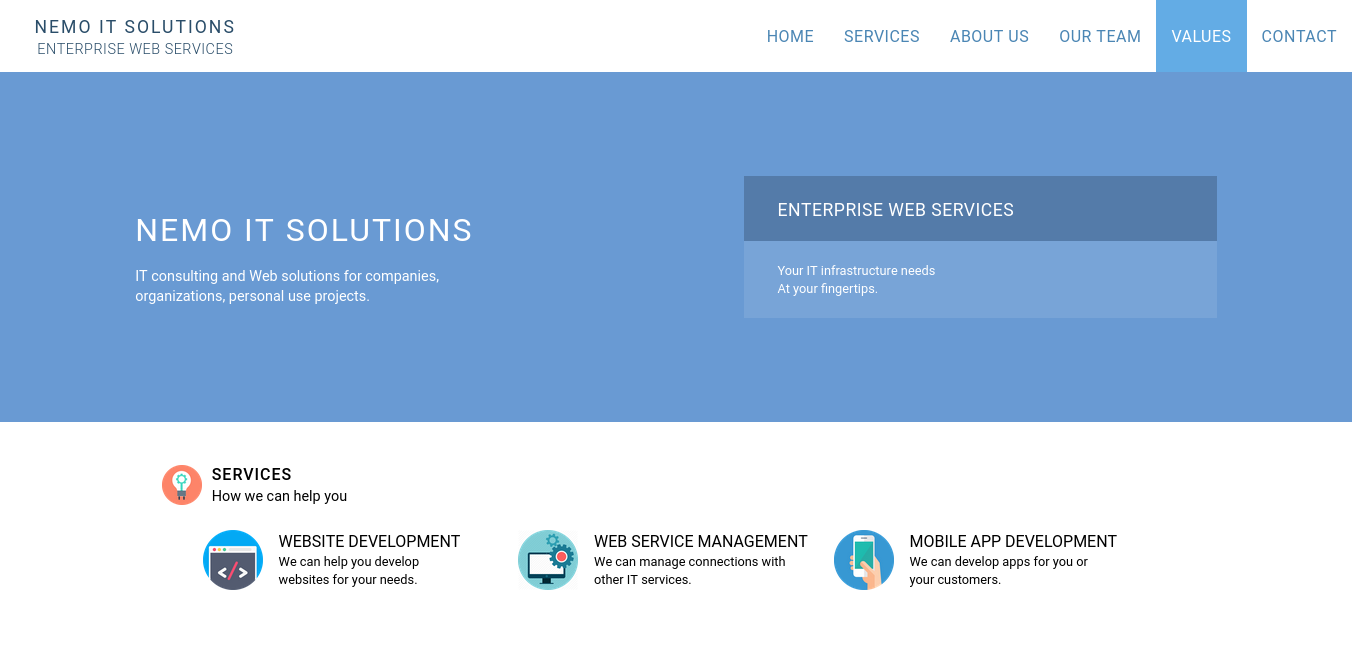 NEMO IT SOLUTIONS
ENTERPRISE WEB SERVICES
HOME SERVICES ABOUT US OUR TEAM VALUES CONTACT
NEMO IT SOLUTIONS
IT consulting and Web solutions for companies,
organizations, personal use projects.
ENTERPRISE WEB SERVICES
Your IT infrastructure needs
At your fingertips.
SERVICES
How we can help you
WEBSITE DEVELOPMENT
We can help you develop
websites for your needs.
WEB SERVICE MANAGEMENT
We can manage connections with
other IT services.
MOBILE APP DEVELOPMENT
We can develop apps for you or
your customers.